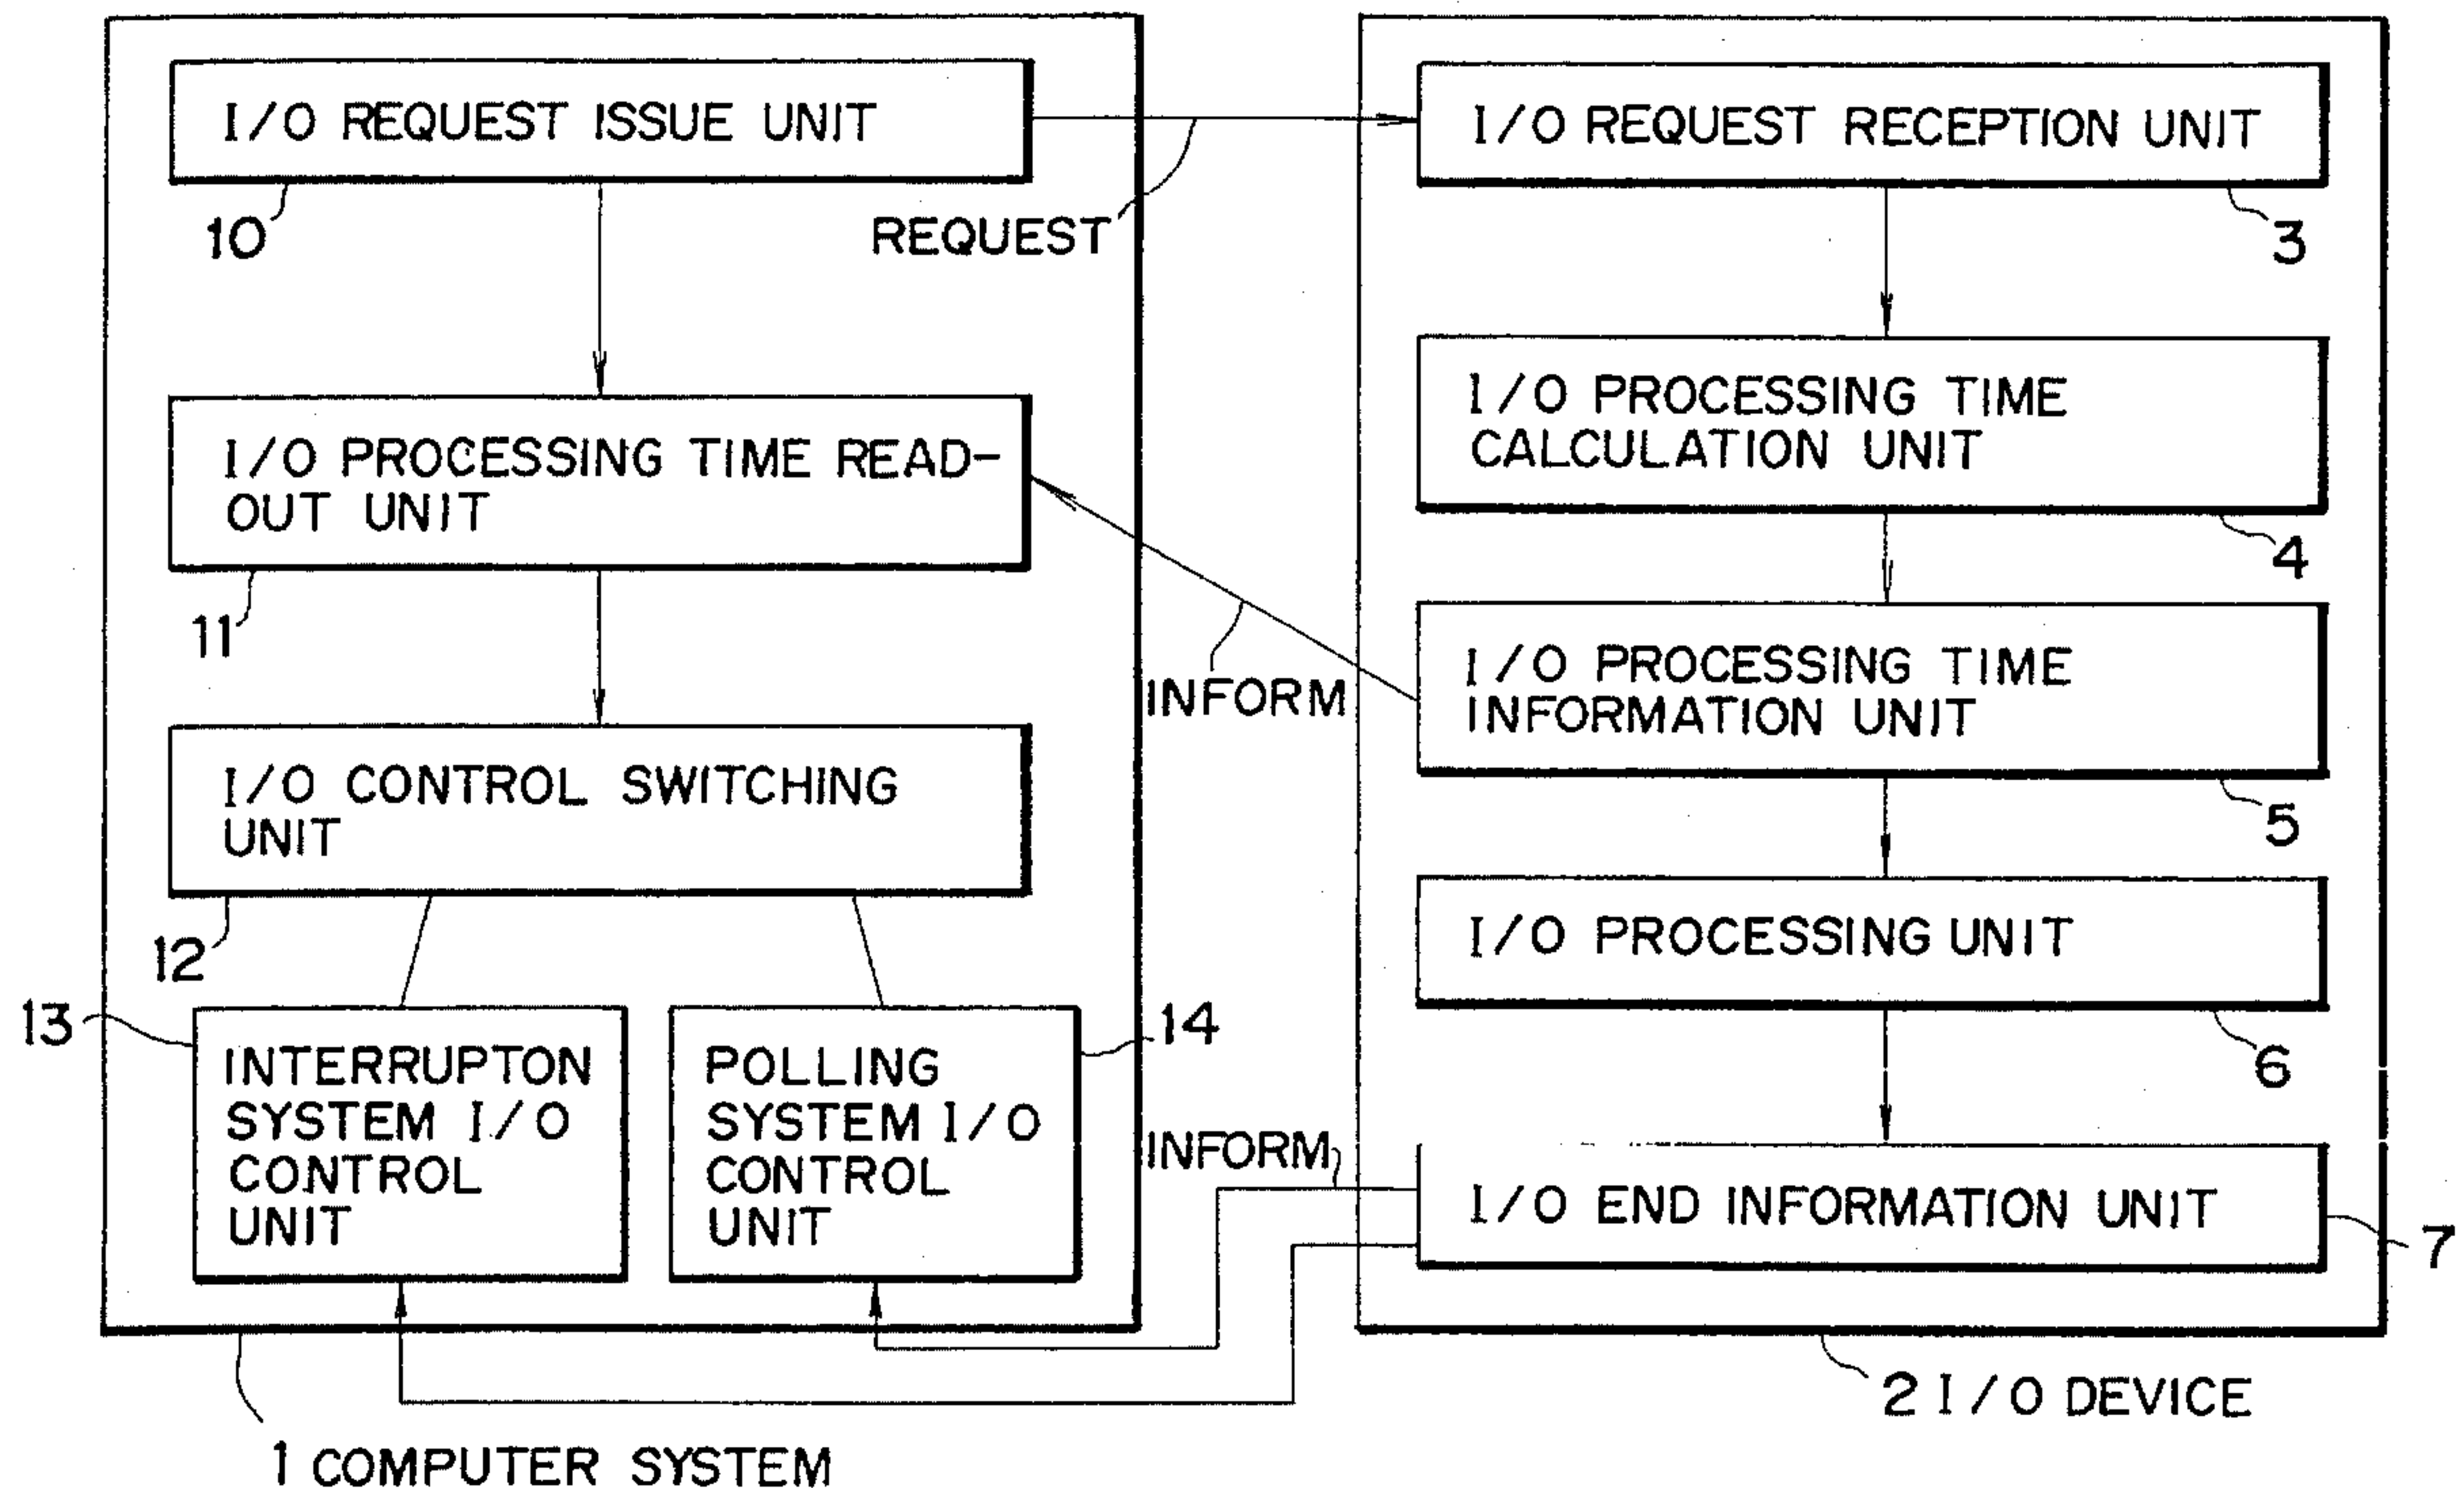 I/O REQUEST ISSUE UNIT
10
REQUEST
I/O PROCESSING TIME READ-
OUT UNIT
11
I/O CONTROL SWITCHING
UNIT
12
13
INTERRUPTON
SYSTEM I/O
CONTROL
UNIT
14
POLLING
SYSTEM I/O
CONTROL
UNIT
1 COMPUTER SYSTEM
INFORM
INFORM
I/O REQUEST RECEPTION UNIT
3
I/O PROCESSING TIME
CALCULATION UNIT
4
I/O PROCESSING TIME
INFORMATION UNIT
5
I/O PROCESSING UNIT
6
I/O END INFORMATION UNIT
7
2 I/O DEVICE